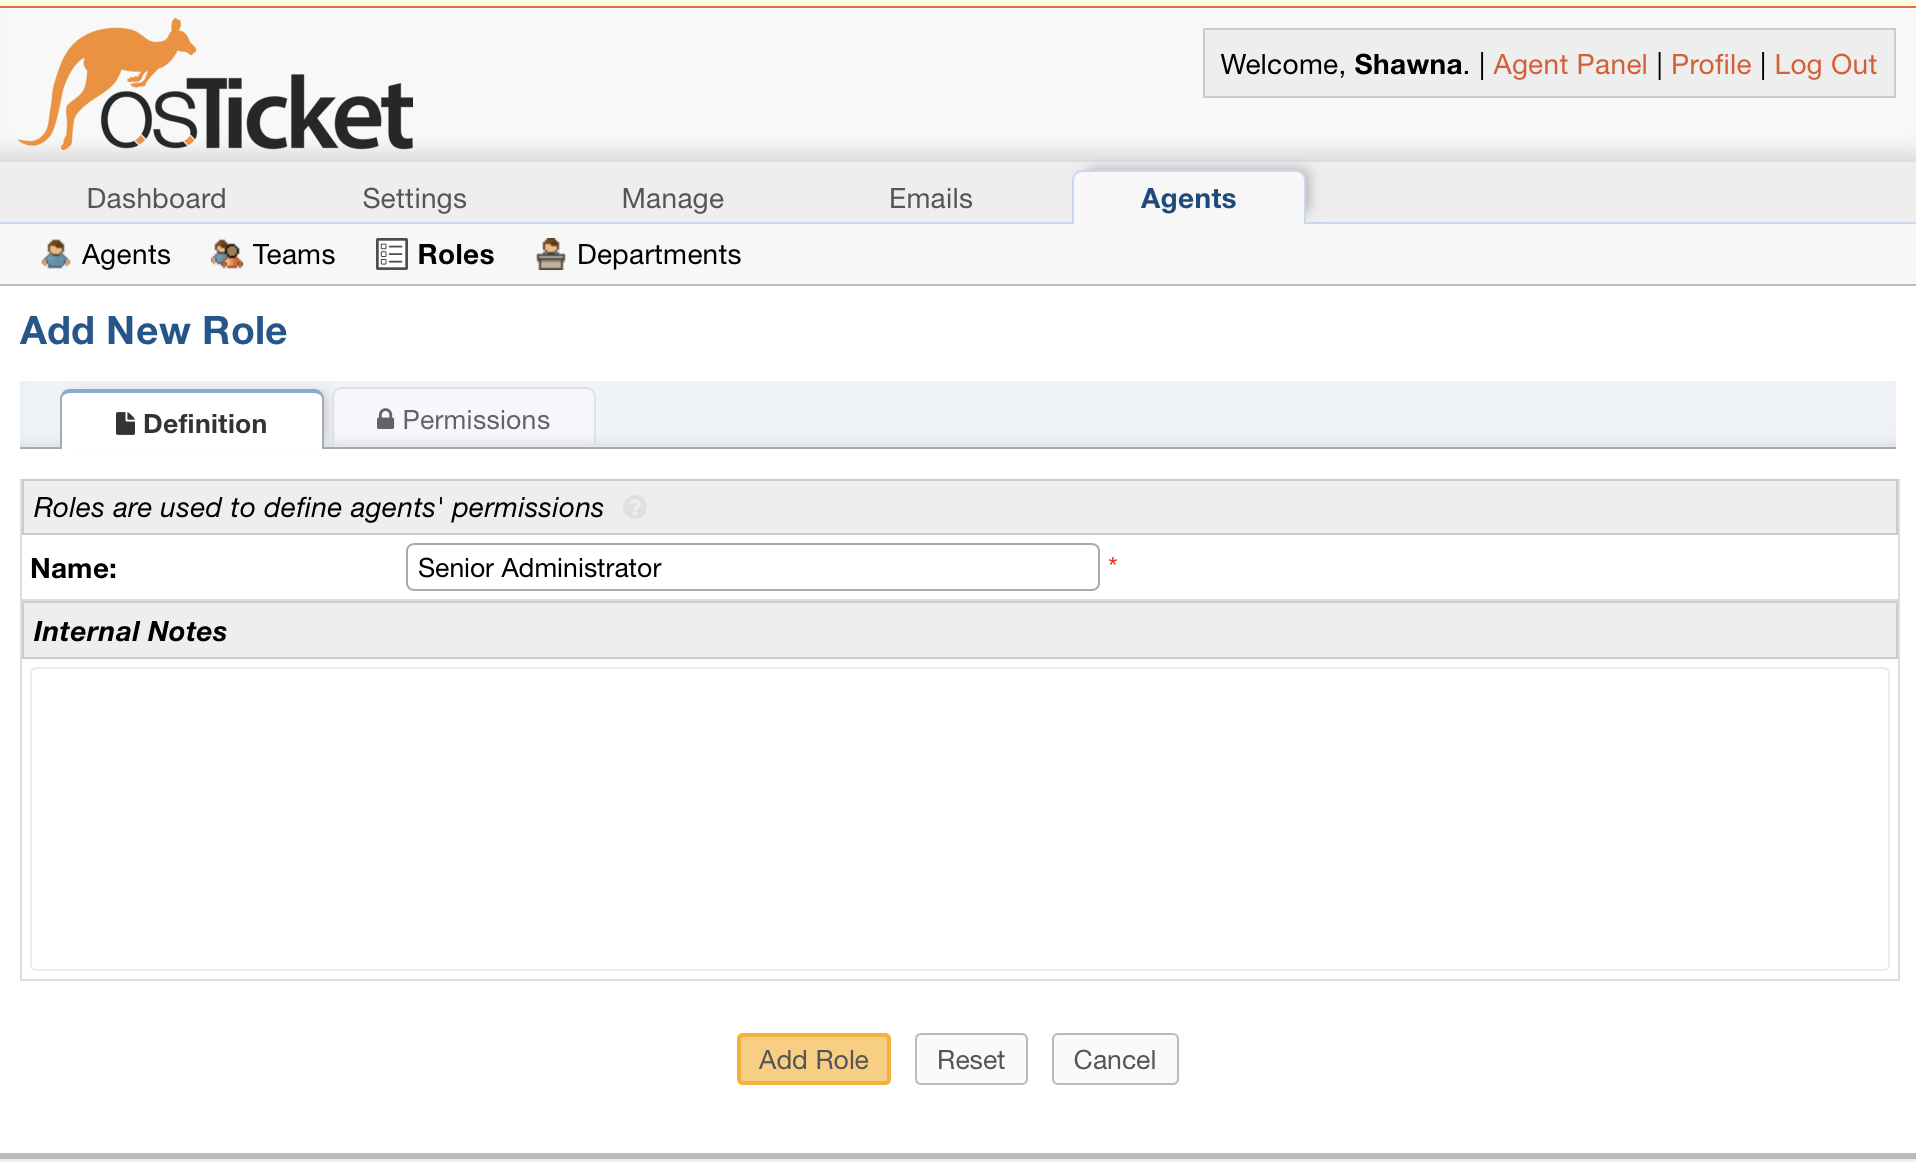 osTicket
Welcome, Shawna. | Agent Panel | Profile | Log Out
Dashboard Settings Manage Emails Agents
Agents Teams Roles Departments
Add New Role
Definition Permissions
Roles are used to define agents' permissions ?
Name: Senior Administrator *
Internal Notes
Add Role Reset Cancel